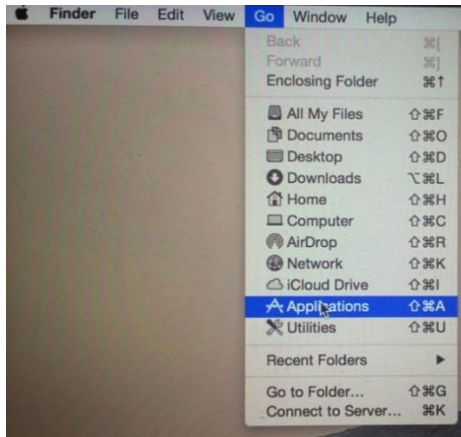 Finder File Edit View Go Window Help
Back ⌘[
Forward ⌘]
Enclosing Folder ⌘↑
All My Files ⇧⌘F
Documents ⇧⌘O
Desktop ⇧⌘D
Downloads ⌥⌘L
Home ⇧⌘H
Computer ⇧⌘C
AirDrop ⇧⌘R
Network ⇧⌘K
iCloud Drive ⇧⌘I
Applications ⇧⌘A
Utilities ⇧⌘U
Recent Folders ▶
Go to Folder... ⇧⌘G
Connect to Server... ⌘K